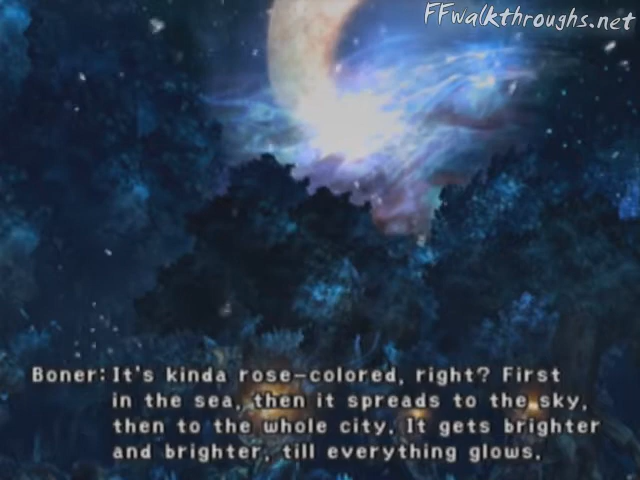 FFwalkthroughs.net
Boner: It's kinda rose-colored, right? First
in the sea, then it spreads to the sky,
then to the whole city. It gets brighter
and brighter, till everything glows.